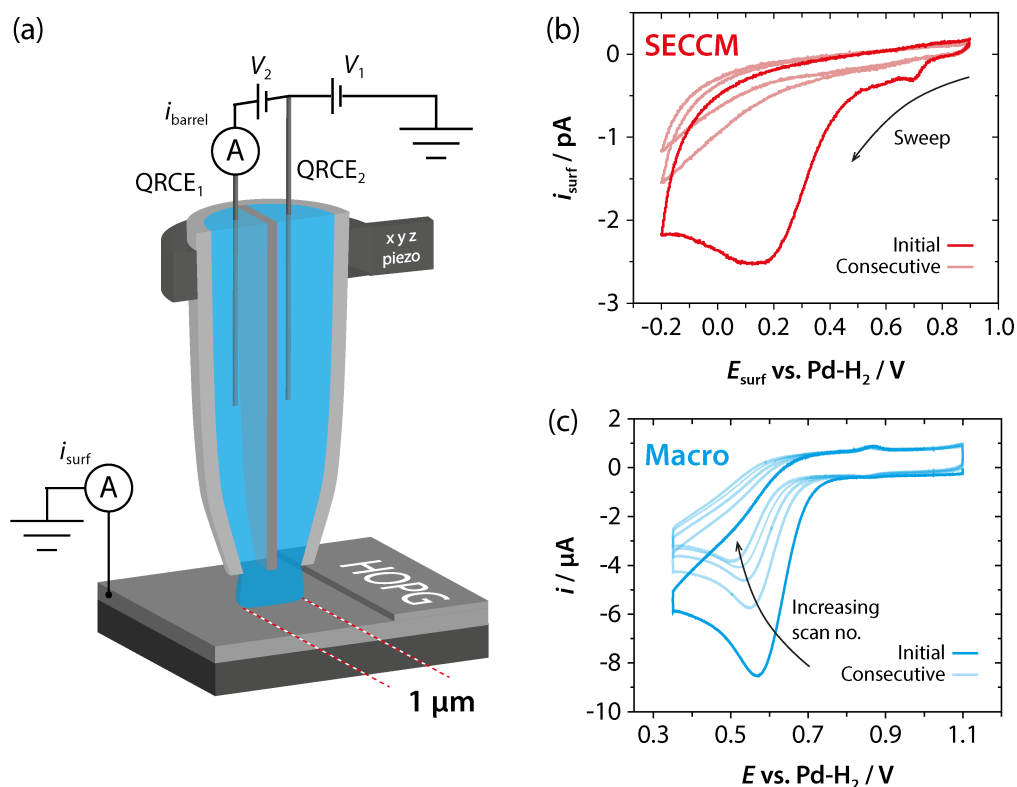 (a)
V2
V1
ibarrel
A
QRCE1
QRCE2
x y z
piezo
isurf
A
HOPG
1 µm
(b)
SECCM
0
-1
-2
-3
isurf / pA
Sweep
Initial
Consecutive
-0.2 0.0 0.2 0.4 0.6 0.8 1.0
Esurf vs. Pd-H2 / V
(c)
Macro
2
0
-2
-4
-6
-8
-10
i / µA
Increasing
scan no.
Initial
Consecutive
0.3 0.5 0.7 0.9 1.1
E vs. Pd-H2 / V